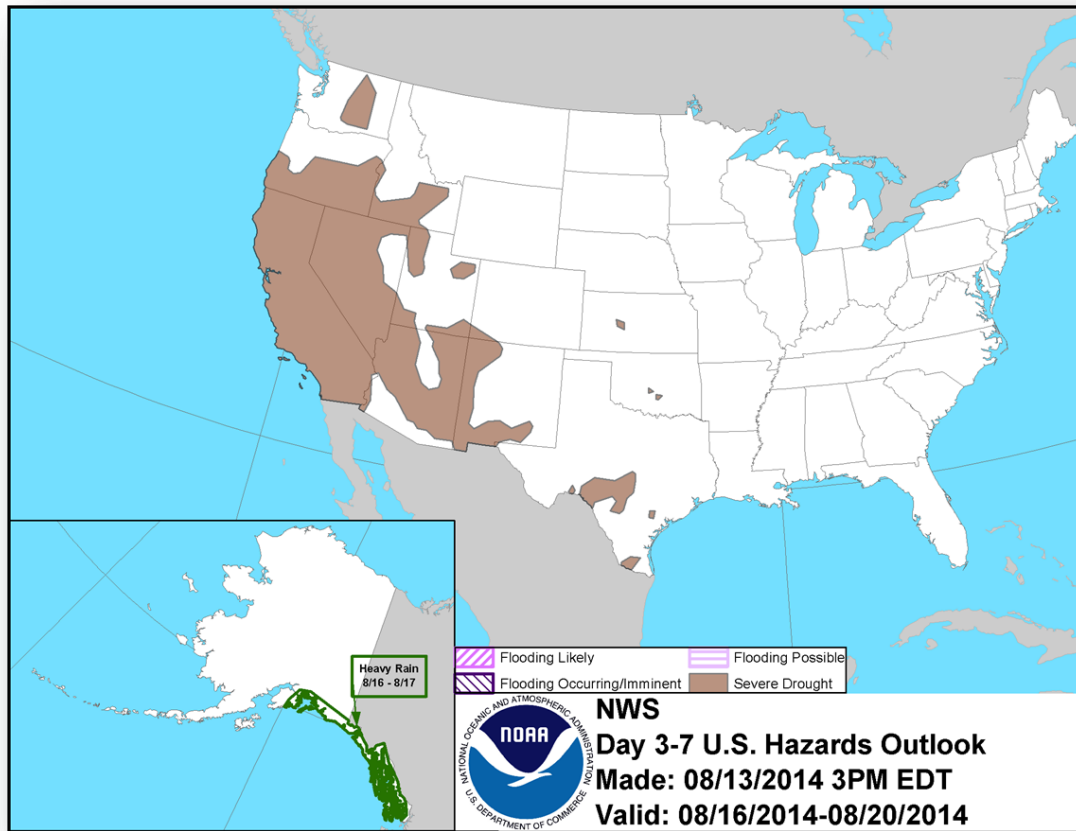 Heavy Rain
8/16 - 8/17
Flooding Likely
Flooding Possible
Flooding Occurring/Imminent
Severe Drought
NATIONAL OCEANIC AND ATMOSPHERIC ADMINISTRATION
NOAA
U.S. DEPARTMENT OF COMMERCE
NWS
Day 3-7 U.S. Hazards Outlook
Made: 08/13/2014 3PM EDT
Valid: 08/16/2014-08/20/2014